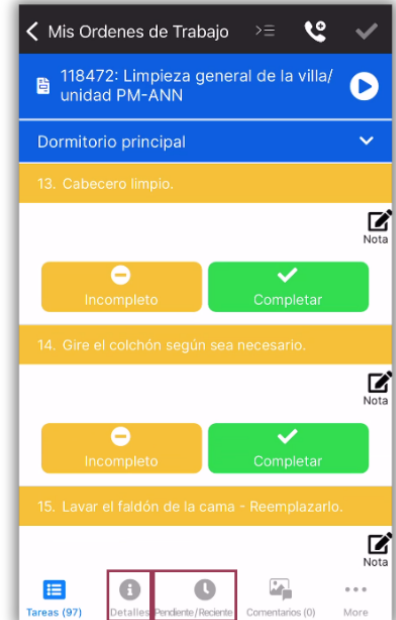 Mis Ordenes de Trabajo
118472: Limpieza general de la villa/
unidad PM-ANN
Dormitorio principal
13. Cabecero limpio.
Nota
Incompleto
Completar
14. Gire el colchón según sea necesario.
Nota
Incompleto
Completar
15. Lavar el faldón de la cama - Reemplazarlo.
Nota
Tareas (97)
Detalles
Pendiente/Reciente
Comentarios (0)
More